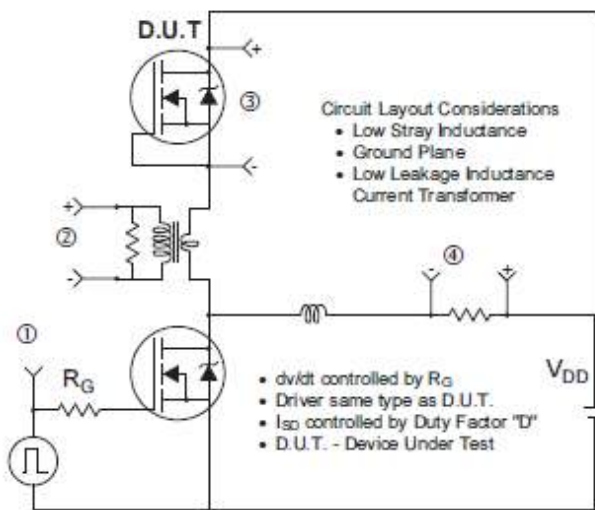 D.U.T
+
③
-
Circuit Layout Considerations
• Low Stray Inductance
• Ground Plane
• Low Leakage Inductance
Current Transformer
+
②
-
④
-
+
①
RG
VDD
• dv/dt controlled by RG
• Driver same type as D.U.T.
• ISD controlled by Duty Factor "D"
• D.U.T. - Device Under Test